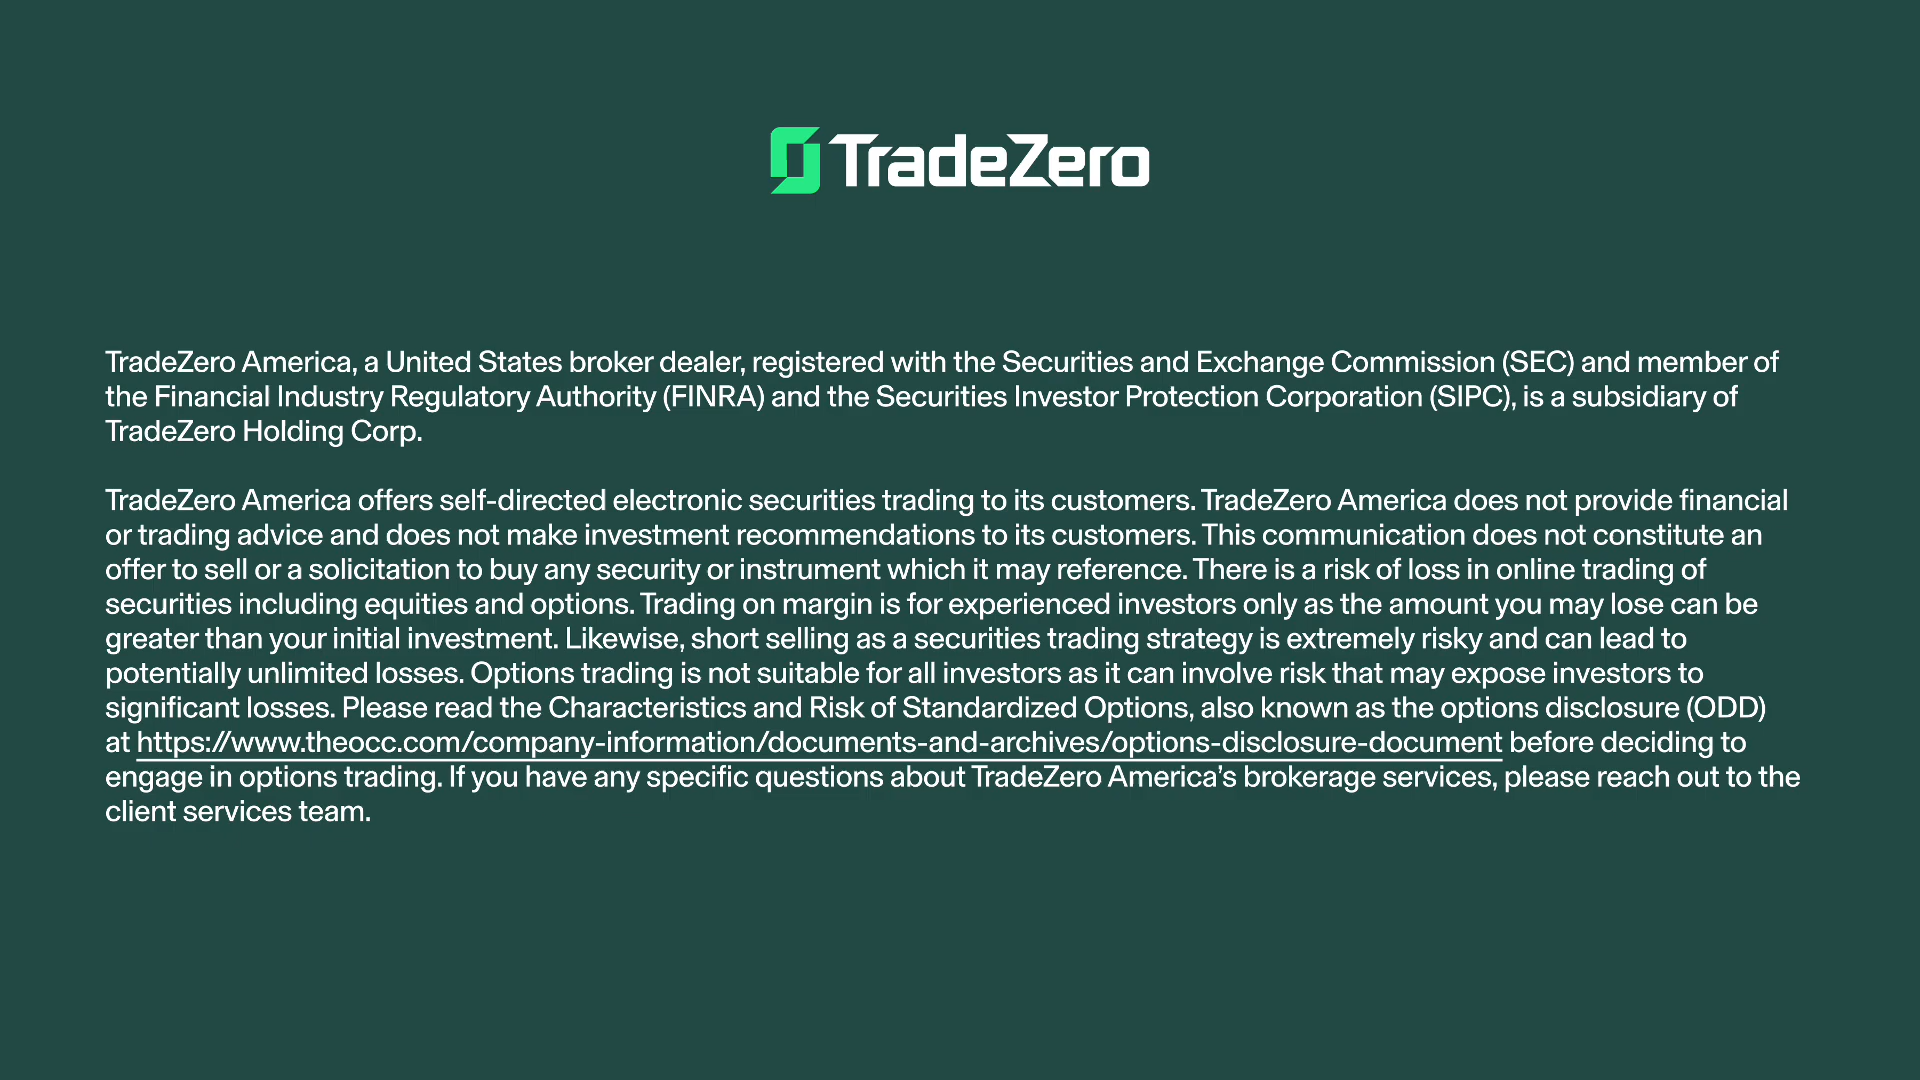 TradeZero
TradeZero America, a United States broker dealer, registered with the Securities and Exchange Commission (SEC) and member of
the Financial Industry Regulatory Authority (FINRA) and the Securities Investor Protection Corporation (SIPC), is a subsidiary of
TradeZero Holding Corp.
TradeZero America offers self-directed electronic securities trading to its customers. TradeZero America does not provide financial
or trading advice and does not make investment recommendations to its customers. This communication does not constitute an
offer to sell or a solicitation to buy any security or instrument which it may reference. There is a risk of loss in online trading of
securities including equities and options. Trading on margin is for experienced investors only as the amount you may lose can be
greater than your initial investment. Likewise, short selling as a securities trading strategy is extremely risky and can lead to
potentially unlimited losses. Options trading is not suitable for all investors as it can involve risk that may expose investors to
significant losses. Please read the Characteristics and Risk of Standardized Options, also known as the options disclosure (ODD)
at https://www.theocc.com/company-information/documents-and-archives/options-disclosure-document before deciding to
engage in options trading. If you have any specific questions about TradeZero America’s brokerage services, please reach out to the
client services team.